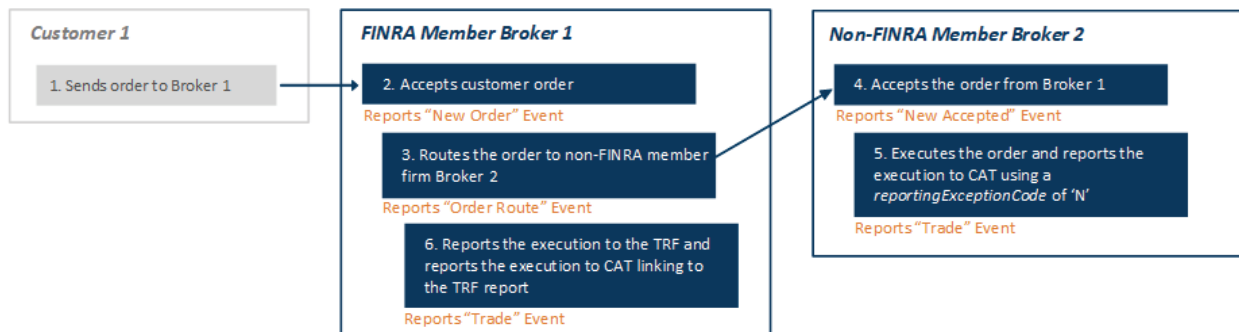 Customer 1
1. Sends order to Broker 1
FINRA Member Broker 1
2. Accepts customer order
Reports “New Order” Event
3. Routes the order to non-FINRA member
firm Broker 2
Reports “Order Route” Event
6. Reports the execution to the TRF and
reports the execution to CAT linking to
the TRF report
Reports “Trade” Event
Non-FINRA Member Broker 2
4. Accepts the order from Broker 1
Reports “New Accepted” Event
5. Executes the order and reports the
execution to CAT using a
reportingExceptionCode of ‘N’
Reports “Trade” Event